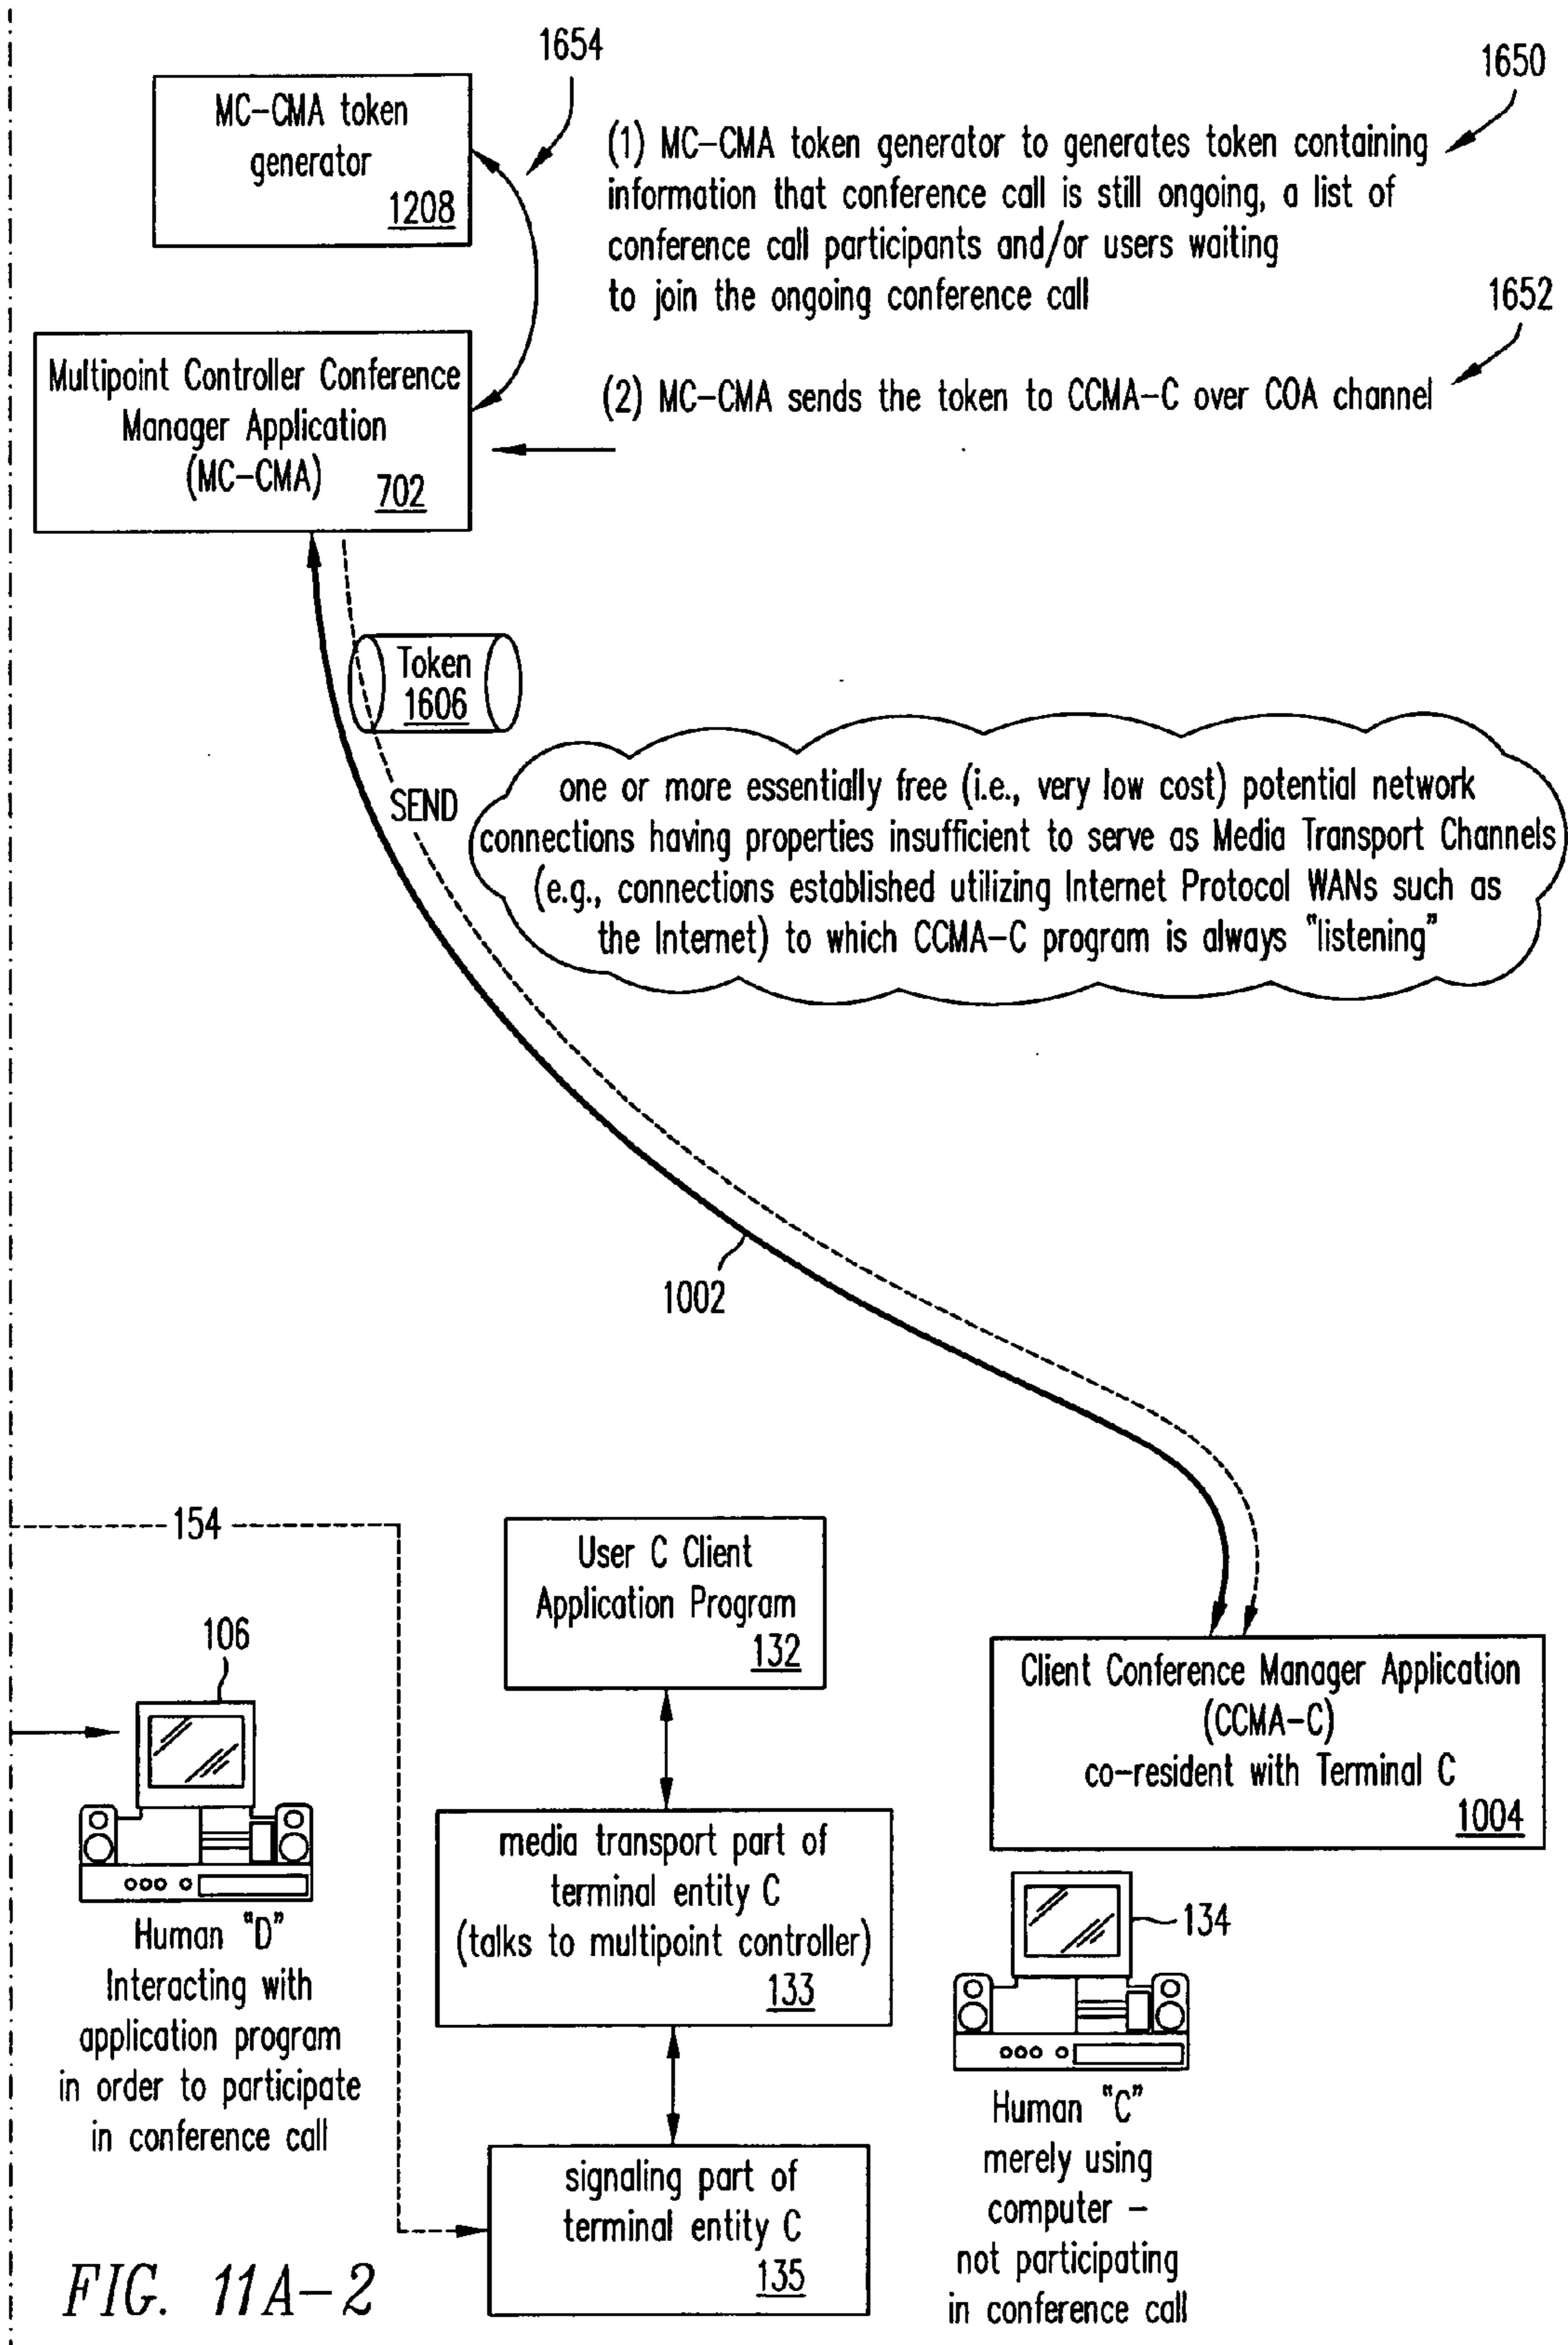 1654
1650
MC-CMA token
generator
1208
(1) MC-CMA token generator to generates token containing
information that conference call is still ongoing, a list of
conference call participants and/or users waiting
to join the ongoing conference call
1652
Multipoint Controller Conference
Manager Application
(MC-CMA)
702
(2) MC-CMA sends the token to CCMA-C over COA channel
Token
1606
SEND
one or more essentially free (i.e., very low cost) potential network
connections having properties insufficient to serve as Media Transport Channels
(e.g., connections established utilizing Internet Protocol WANs such as
the Internet) to which CCMA-C program is always "listening"
1002
154
User C Client
Application Program
132
106
Client Conference Manager Application
(CCMA-C)
co-resident with Terminal C
1004
media transport part of
terminal entity C
(talks to multipoint controller)
133
134
Human "D"
Interacting with
application program
in order to participate
in conference call
Human "C"
merely using
computer -
not participating
in conference call
signaling part of
terminal entity C
135
FIG. 11A-2